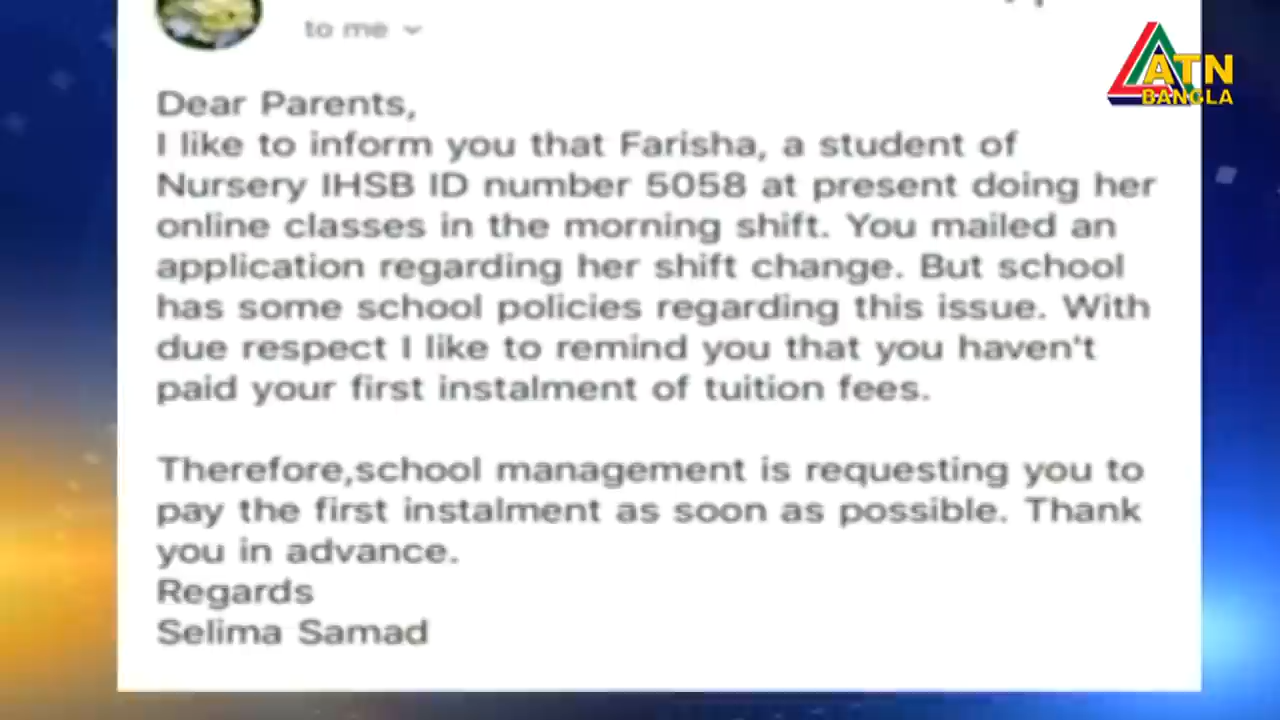 to me
ATN
BANGLA
Dear Parents,
I like to inform you that Farisha, a student of
Nursery IHSB ID number 5058 at present doing her
online classes in the morning shift. You mailed an
application regarding her shift change. But school
has some school policies regarding this issue. With
due respect I like to remind you that you haven't
paid your first instalment of tuition fees.
Therefore,school management is requesting you to
pay the first instalment as soon as possible. Thank
you in advance.
Regards
Selima Samad